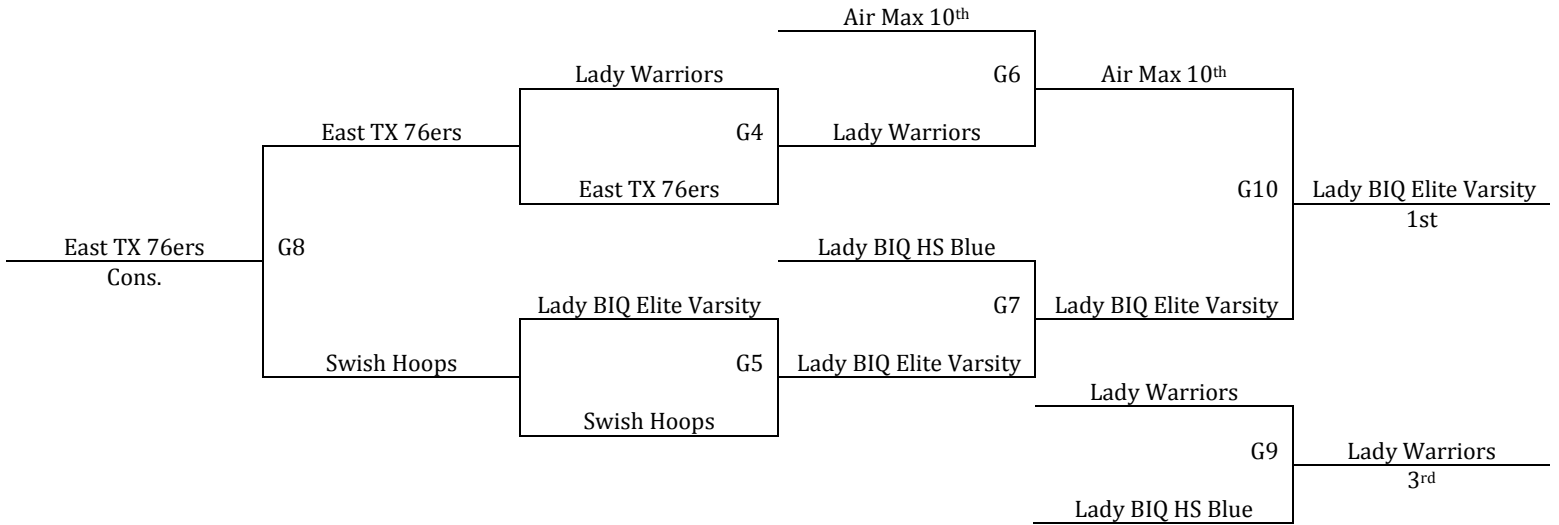 Air Max 10th
Lady Warriors
G6
Air Max 10th
East TX 76ers
G4
Lady Warriors
East TX 76ers
G10
Lady BIQ Elite Varsity
1st
East TX 76ers
G8
Cons.
Lady BIQ HS Blue
Lady BIQ Elite Varsity
G7
Lady BIQ Elite Varsity
Swish Hoops
G5
Lady BIQ Elite Varsity
Lady Warriors
Swish Hoops
G9
Lady Warriors
3rd
Lady BIQ HS Blue